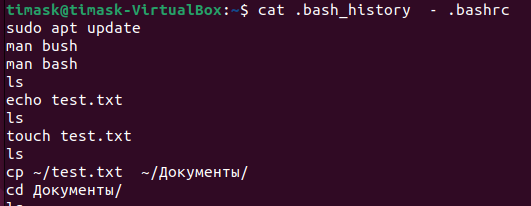 timask@timask-VirtualBox:~$ cat .bash_history  - .bashrc
sudo apt update
man bush
man bash
ls
echo test.txt
ls
touch test.txt
ls
cp ~/test.txt  ~/Документы/
cd Документы/
ls